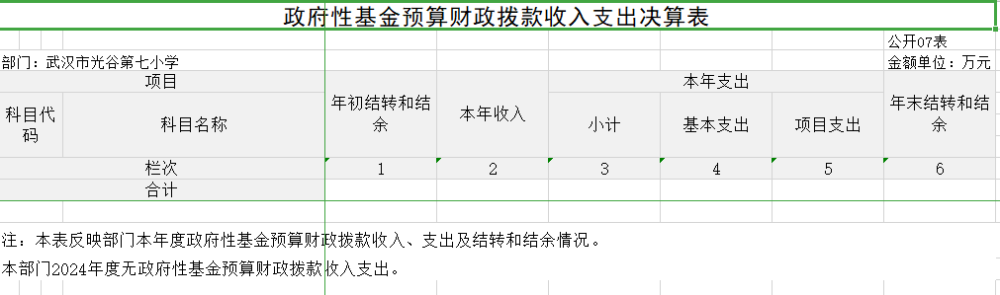 政府性基金预算财政拨款收入支出决算表
公开07表
部门：武汉市光谷第七小学
金额单位：万元
项目
本年支出
科目代
码
科目名称
年初结转和结
余
本年收入
小计
基本支出
项目支出
年末结转和结
余
栏次
1
2
3
4
5
6
合计
注：本表反映部门本年度政府性基金预算财政拨款收入、支出及结转和结余情况。
本部门2024年度无政府性基金预算财政拨款收入支出。